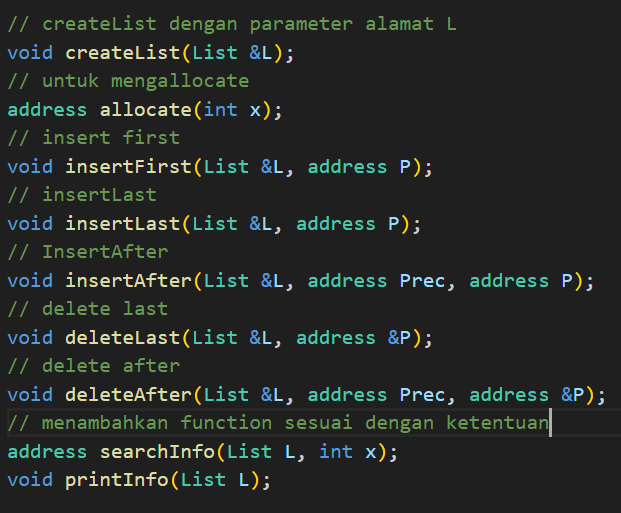 // createList dengan parameter alamat L
void createList(List &L);
// untuk mengallocate
address allocate(int x);
// insert first
void insertFirst(List &L, address P);
// insertLast
void insertLast(List &L, address P);
// InsertAfter
void insertAfter(List &L, address Prec, address P);
// delete last
void deleteLast(List &L, address &P);
// delete after
void deleteAfter(List &L, address Prec, address &P);
// menambahkan function sesuai dengan ketentuan
address searchInfo(List L, int x);
void printInfo(List L);